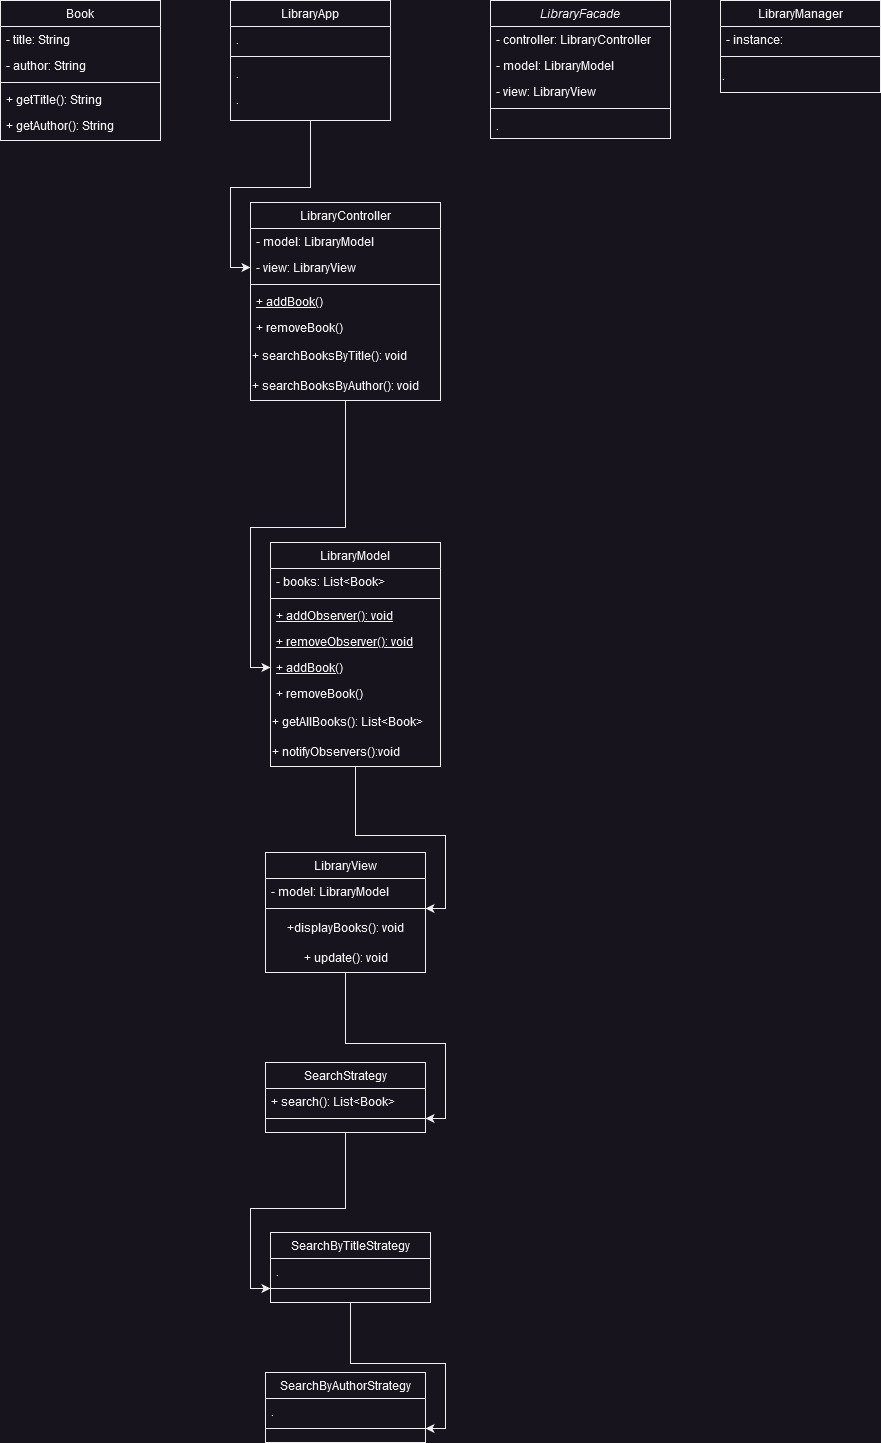 Book
- title: String
- author: String
+ getTitle(): String
+ getAuthor(): String
LibraryApp
.
.
.
LibraryFacade
- controller: LibraryController
- model: LibraryModel
- view: LibraryView
.
LibraryManager
- instance:
.
LibraryController
- model: LibraryModel
- view: LibraryView
+ addBook()
+ removeBook()
+ searchBooksByTitle(): void
+ searchBooksByAuthor(): void
LibraryModel
- books: List<Book>
+ addObserver(): void
+ removeObserver(): void
+ addBook()
+ removeBook()
+ getAllBooks(): List<Book>
+ notifyObservers():void
LibraryView
- model: LibraryModel
+displayBooks(): void
+ update(): void
SearchStrategy
+ search(): List<Book>
SearchByTitleStrategy
.
SearchByAuthorStrategy
.